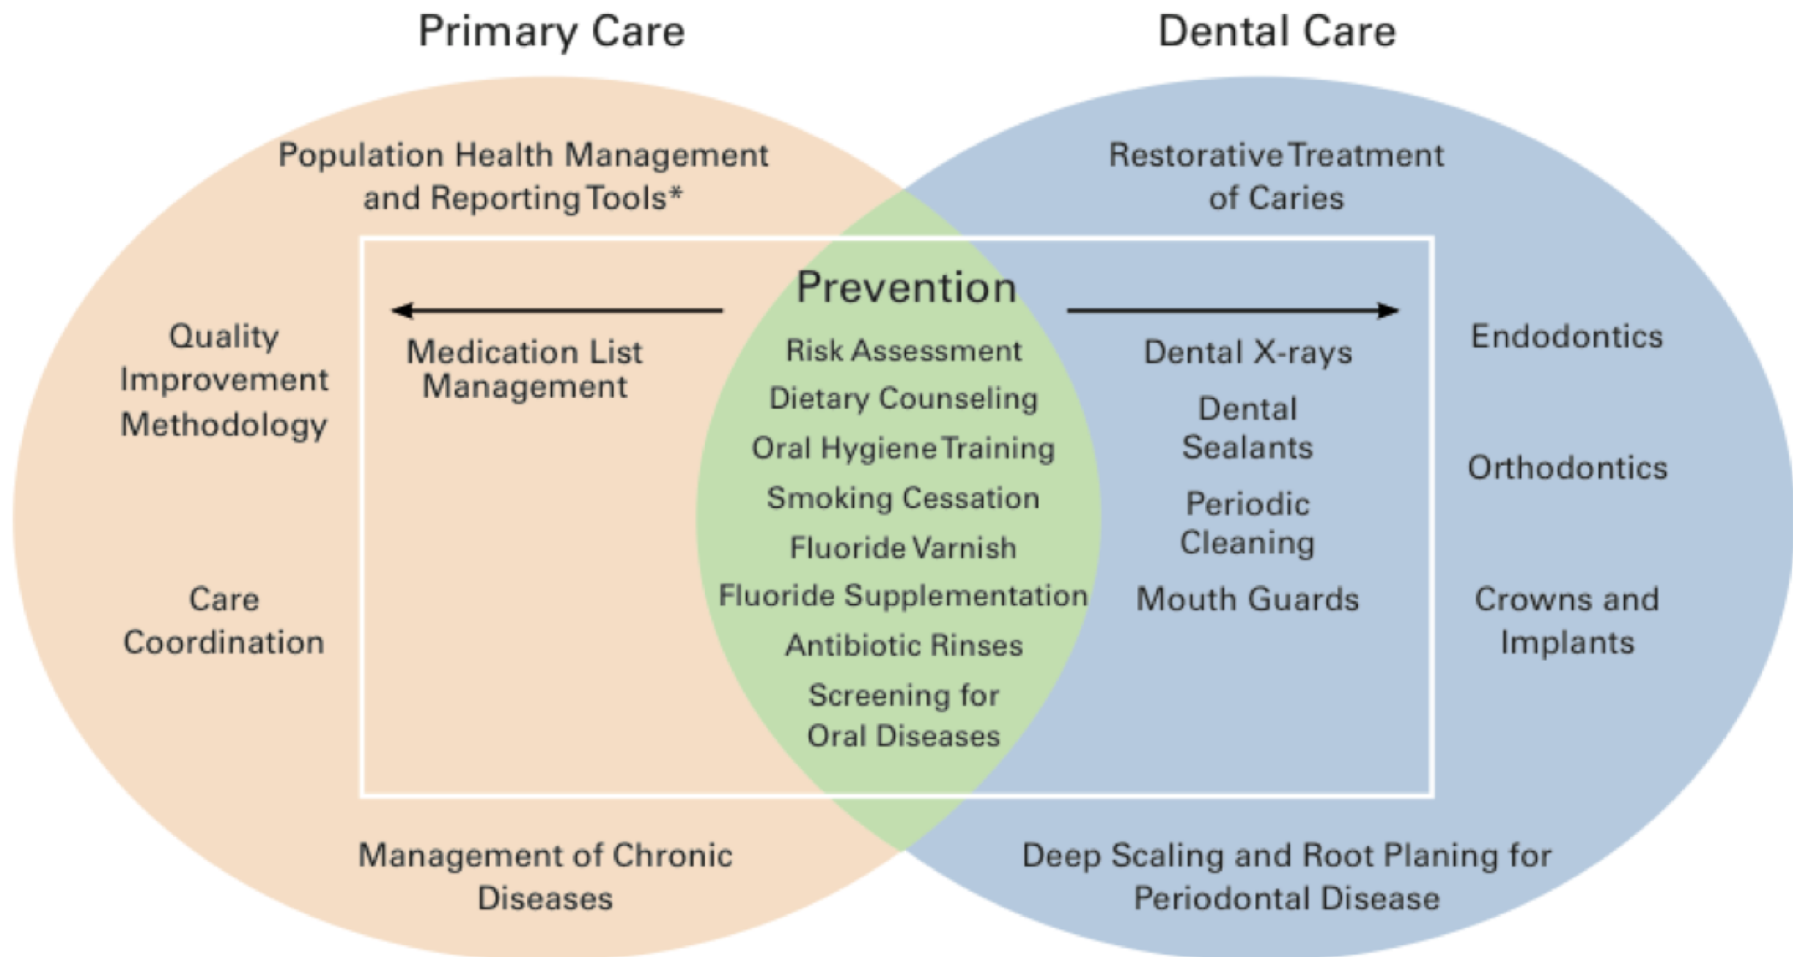 Primary Care
Dental Care
Population Health Management
and Reporting Tools*
Restorative Treatment
of Caries
Prevention
Quality
Improvement
Methodology
Medication List
Management
Risk Assessment
Dietary Counseling
Oral Hygiene Training
Smoking Cessation
Fluoride Varnish
Fluoride Supplementation
Antibiotic Rinses
Screening for
Oral Diseases
Dental X-rays
Dental
Sealants
Periodic
Cleaning
Mouth Guards
Endodontics
Orthodontics
Crowns and
Implants
Care
Coordination
Management of Chronic
Diseases
Deep Scaling and Root Planing for
Periodontal Disease